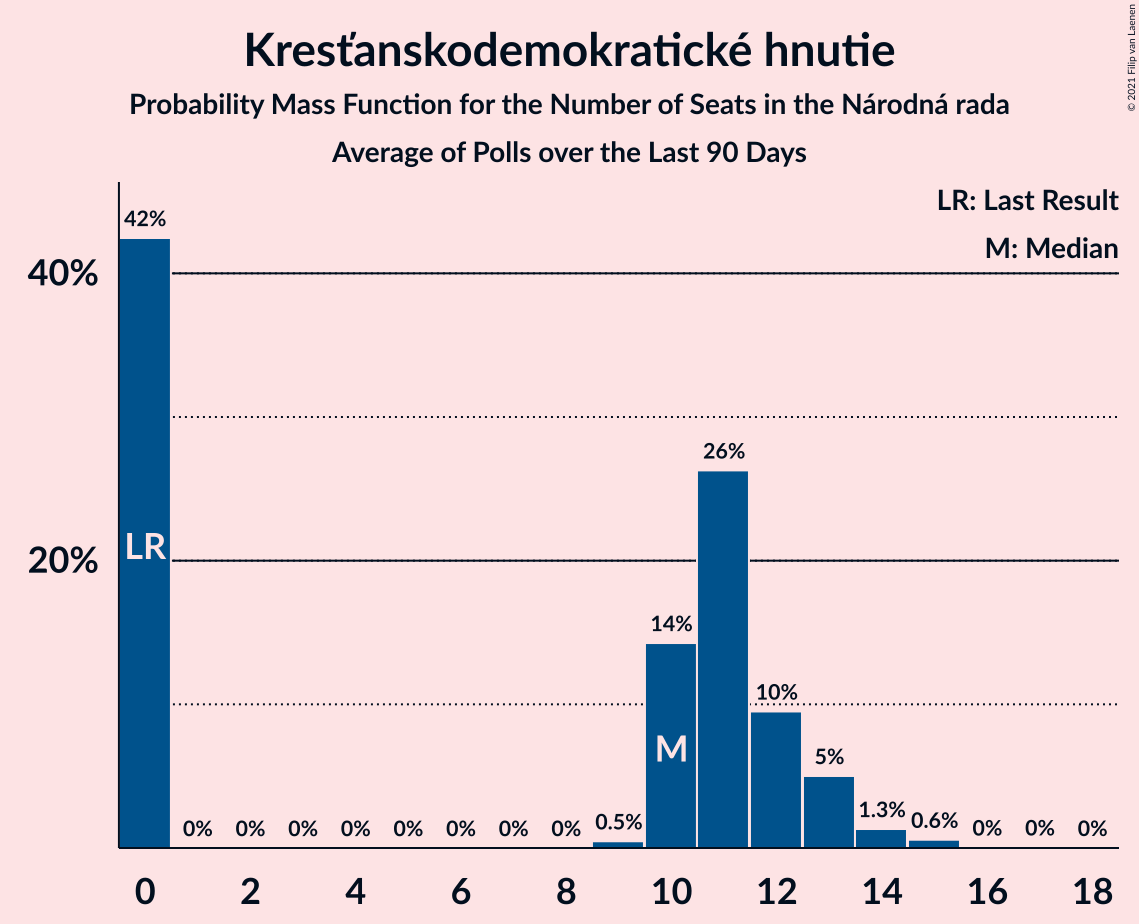 Kresťanskodemokratické hnutie
Probability Mass Function for the Number of Seats in the Národná rada
Average of Polls over the Last 90 Days
© 2021 Filip van Laenen
LR: Last Result
M: Median
40%
20%
42%
LR
0%
0%
0%
0%
0%
0%
0%
0%
0.5%
14%
M
26%
10%
5%
1.3%
0.6%
0%
0%
0%
0 2 4 6 8 10 12 14 16 18